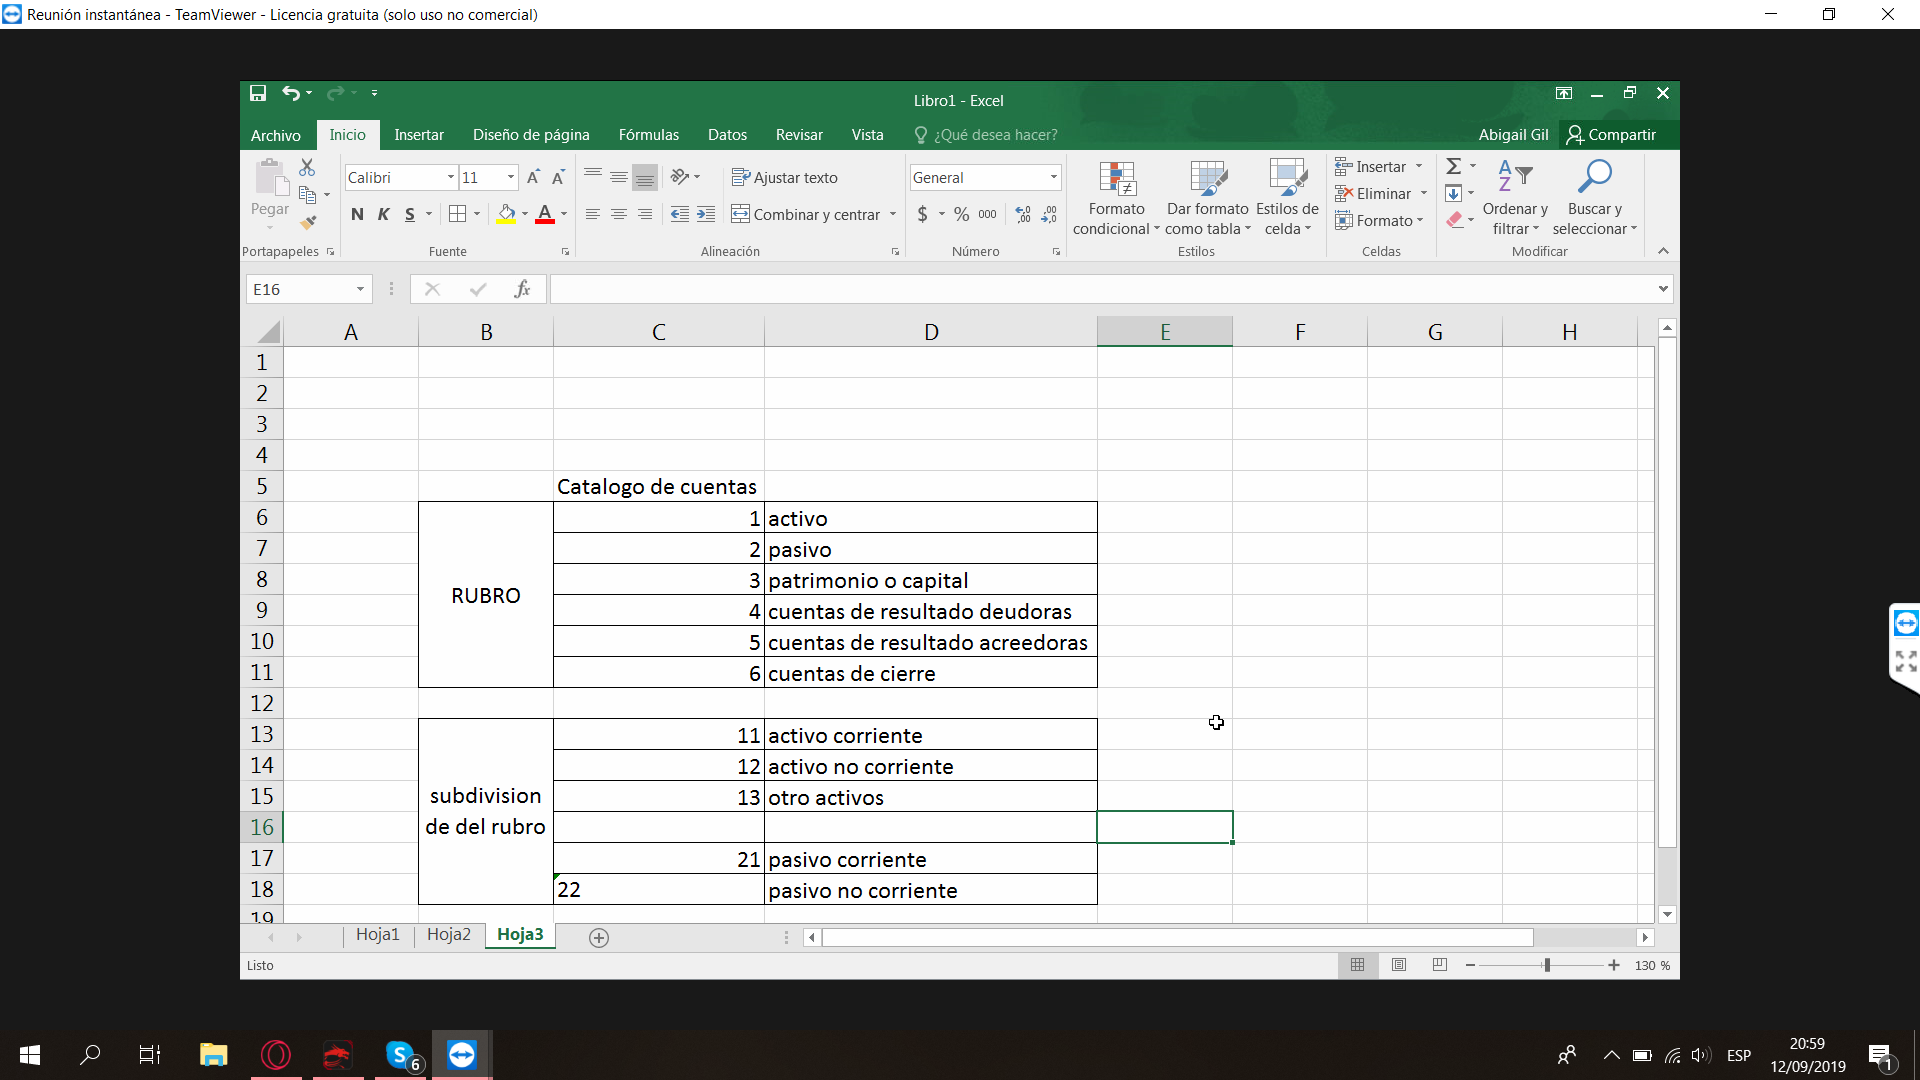 Reunión instantánea - TeamViewer - Licencia gratuita (solo uso no comercial)
Libro1 - Excel
Archivo Inicio Insertar Diseño de página Fórmulas Datos Revisar Vista ¿Qué desea hacer? Abigail Gil Compartir
Pegar
Calibri 11
N K S A
Ajustar texto
Combinar y centrar
General
$ % 000
Formato condicional
Dar formato como tabla
Estilos de celda
Insertar
Eliminar
Formato
Ordenar y filtrar
Buscar y seleccionar
Portapapeles Fuente Alineación Número Estilos Celdas Modificar
E16 fx
A B C D E F G H
1
2
3
4
5 Catalogo de cuentas
6 1 activo
7 2 pasivo
8 3 patrimonio o capital
RUBRO
9 4 cuentas de resultado deudoras
10 5 cuentas de resultado acreedoras
11 6 cuentas de cierre
12
13 11 activo corriente
14 12 activo no corriente
15 subdivision 13 otro activos
16 de del rubro
17 21 pasivo corriente
18 22 pasivo no corriente
19
Hoja1 Hoja2 Hoja3
Listo 130 %
S 6 ESP 20:59
12/09/2019 1